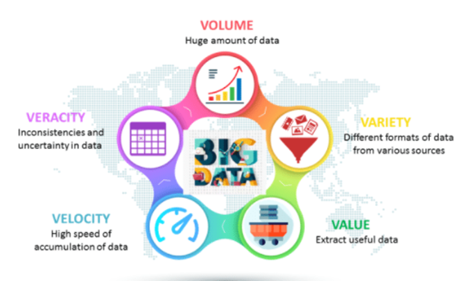 VOLUME
Huge amount of data
VERACITY
Inconsistencies and
uncertainty in data
VARIETY
Different formats of data
from various sources
BIG
DATA
VELOCITY
High speed of
accumulation of data
VALUE
Extract useful data